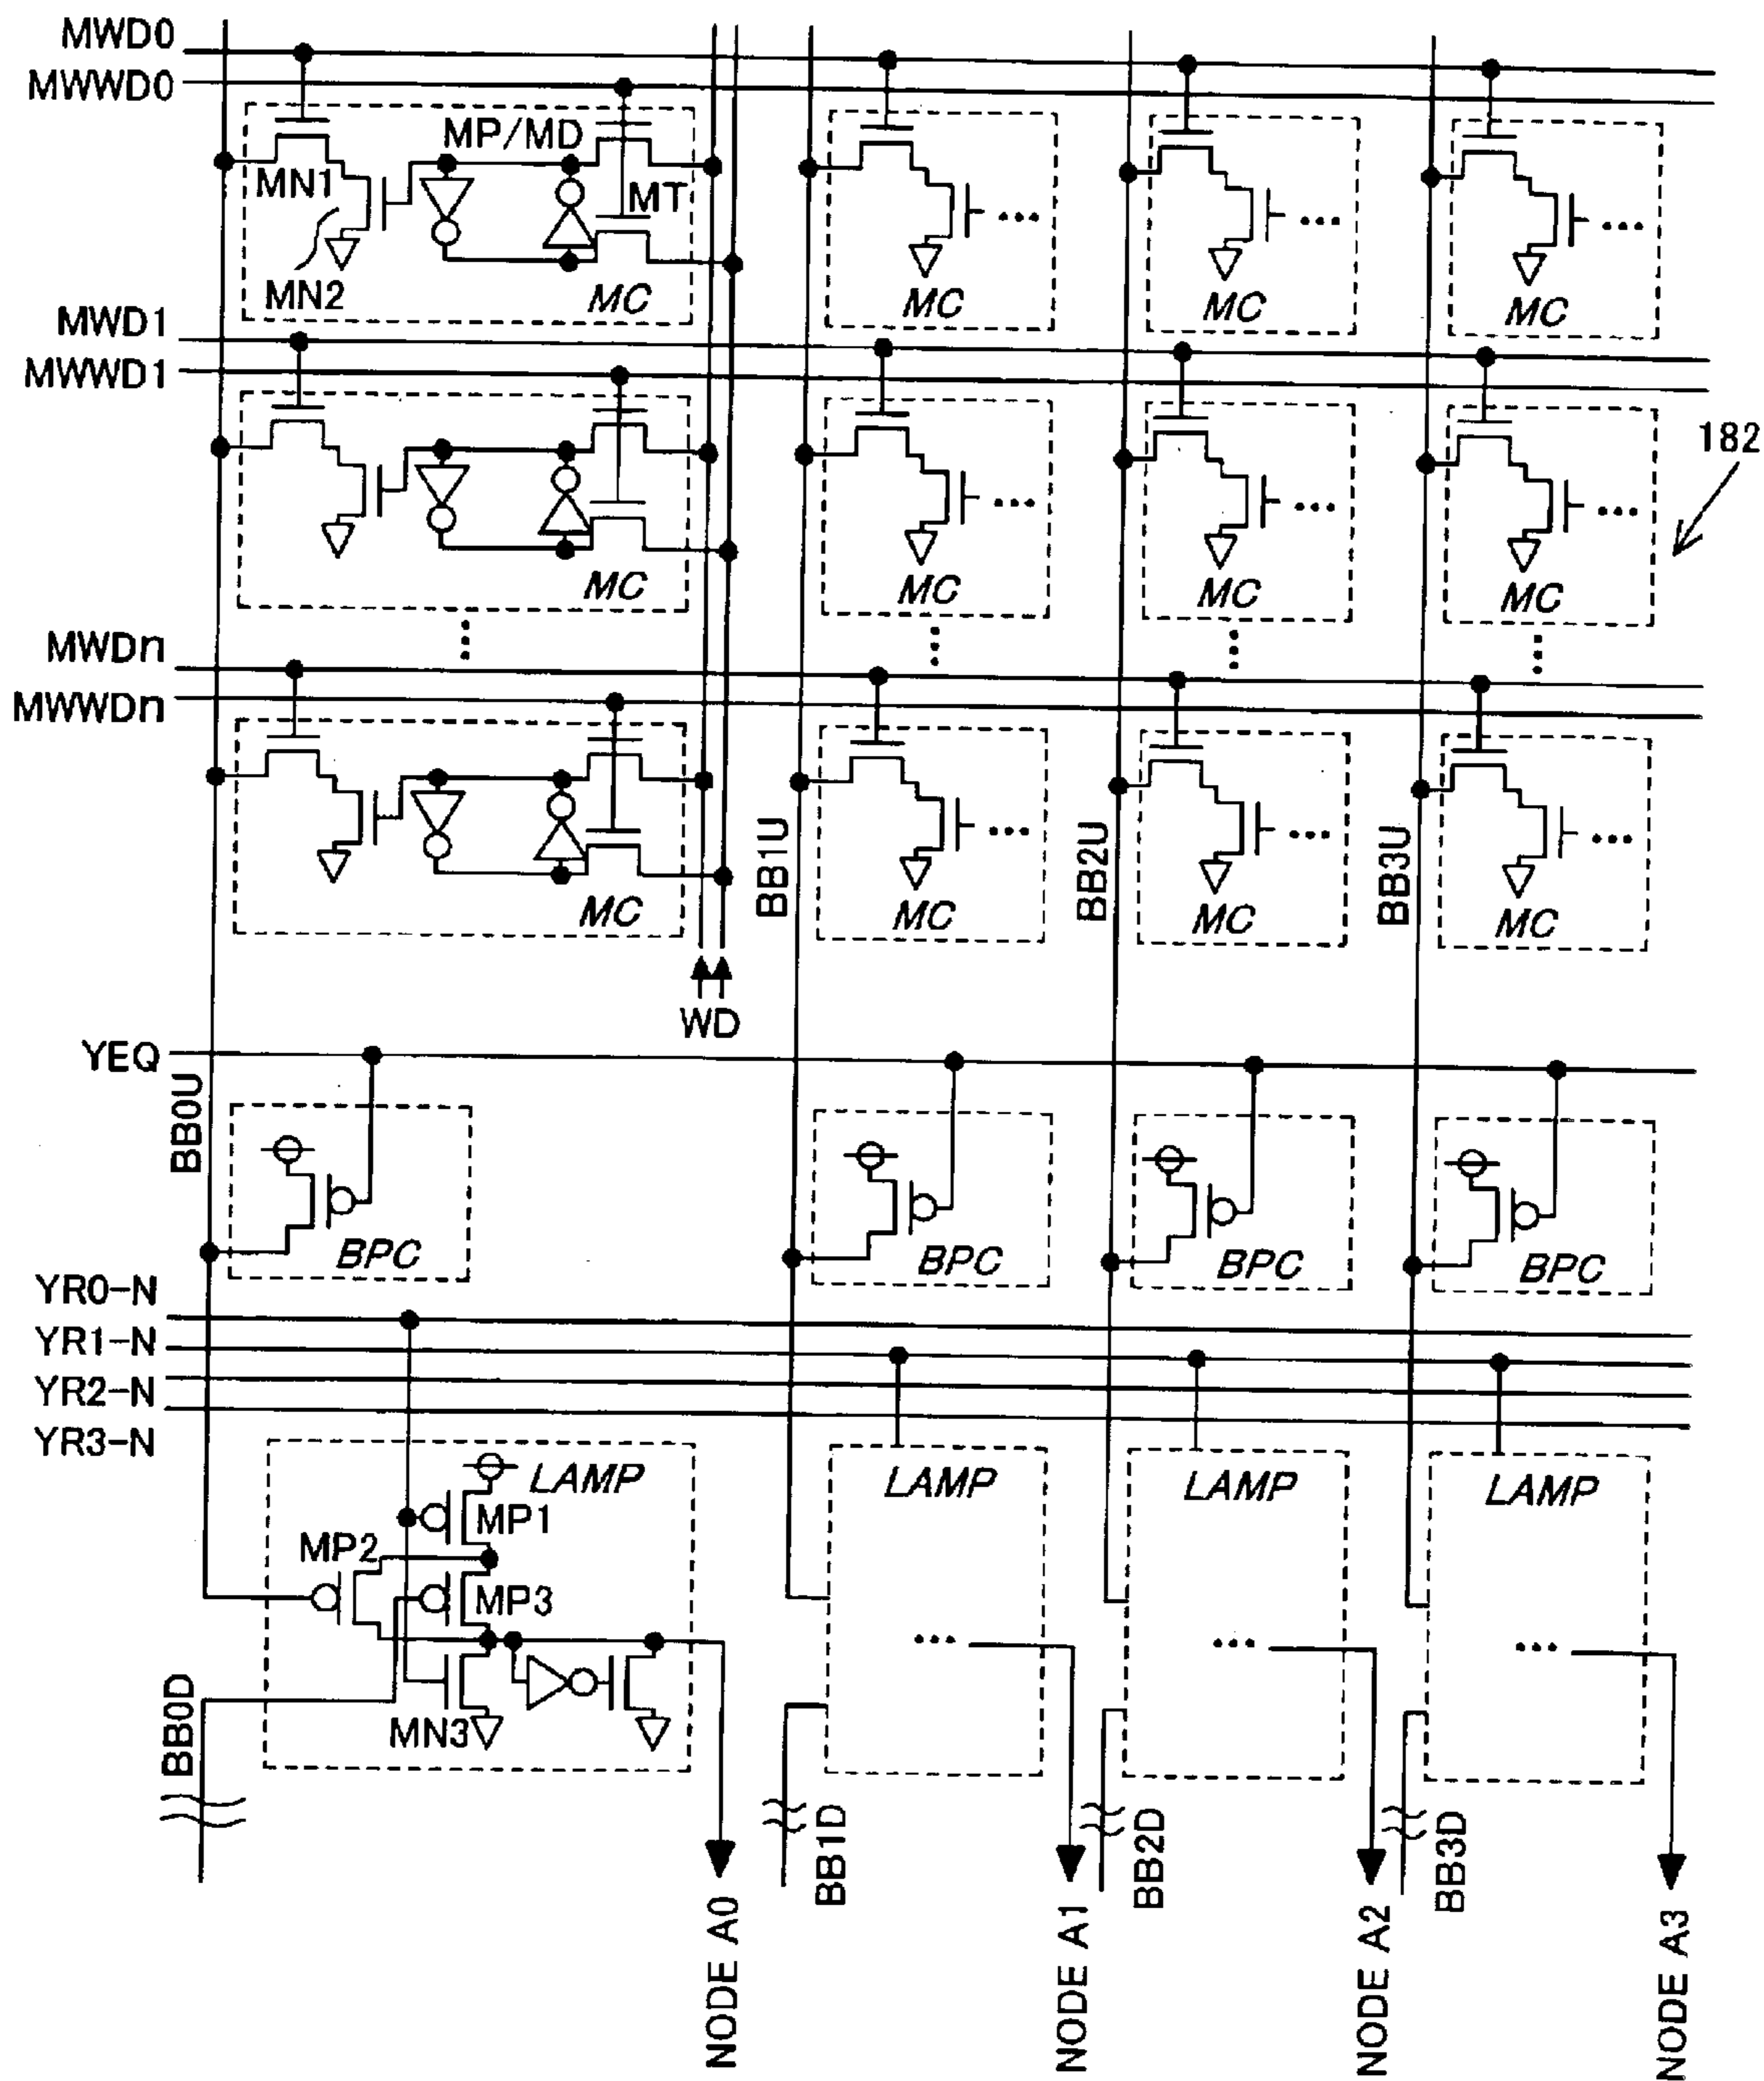 MWD0
MWWD0
MP/MD
MN1
MT
MN2
MC
MC
MC
MC
MWD1
MWWD1
182
MC
MC
MC
MC
MWDn
MWWDn
BB1U
BB2U
BB3U
MC
MC
MC
MC
WD
YEQ
BB0U
BPC
BPC
BPC
BPC
YR0-N
YR1-N
YR2-N
YR3-N
LAMP
LAMP
LAMP
LAMP
MP1
MP2
MP3
MN3
BB0D
BB1D
BB2D
BB3D
NODE A0
NODE A1
NODE A2
NODE A3